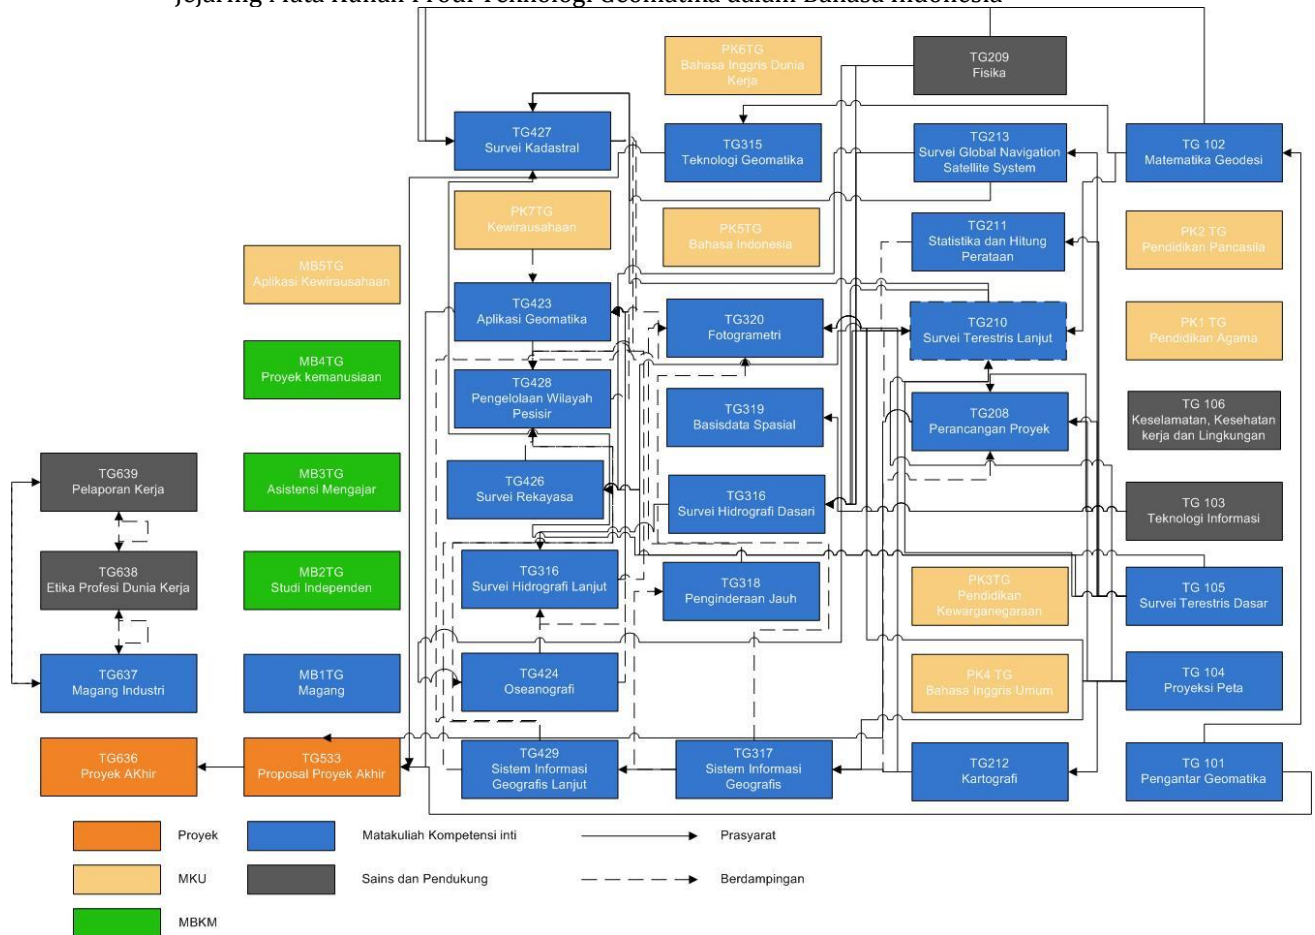 Jejaring Mata Kuliah Prodi Teknologi Geomatika dalam Bahasa Indonesia
PK6TG
Bahasa Inggris Dunia
Kerja
TG209
Fisika
TG427
Survei Kadastral
TG315
Teknologi Geomatika
TG213
Survei Global Navigation
Satellite System
TG 102
Matematika Geodesi
PK7TG
Kewirausahaan
PK5TG
Bahasa Indonesia
TG211
Statistika dan Hitung
Perataan
PK2 TG
Pendidikan Pancasila
MB5TG
Aplikasi Kewirausahaan
TG423
Aplikasi Geomatika
TG320
Fotogrametri
TG210
Survei Terestris Lanjut
PK1 TG
Pendidikan Agama
MB4TG
Proyek kemanusiaan
TG428
Pengelolaan Wilayah
Pesisir
TG319
Basisdata Spasial
TG208
Perancangan Proyek
TG 106
Keselamatan, Kesehatan
kerja dan Lingkungan
TG639
Pelaporan Kerja
MB3TG
Asistensi Mengajar
TG426
Survei Rekayasa
TG316
Survei Hidrografi Dasari
TG 103
Teknologi Informasi
TG638
Etika Profesi Dunia Kerja
MB2TG
Studi Independen
TG316
Survei Hidrografi Lanjut
TG318
Penginderaan Jauh
PK3TG
Pendidikan
Kewarganegaraan
TG 105
Survei Terestris Dasar
TG637
Magang Industri
MB1TG
Magang
TG424
Oseanografi
PK4 TG
Bahasa Inggris Umum
TG 104
Proyeksi Peta
TG636
Proyek AKhir
TG533
Proposal Proyek Akhir
TG429
Sistem Informasi
Geografis Lanjut
TG317
Sistem Informasi
Geografis
TG212
Kartografi
TG 101
Pengantar Geomatika
Proyek
Matakuliah Kompetensi inti
Prasyarat
MKU
Sains dan Pendukung
Berdampingan
MBKM